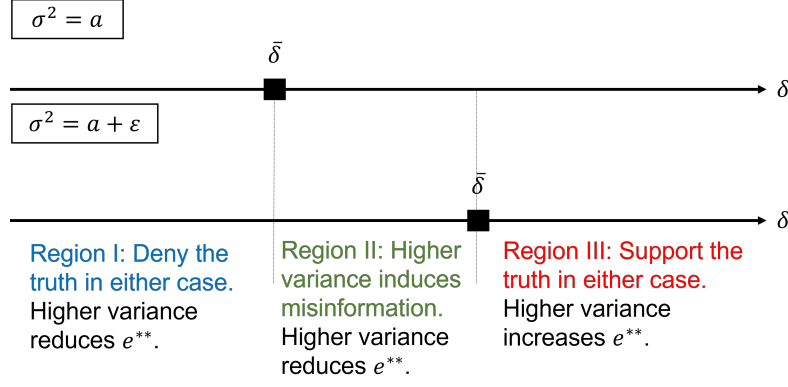 σ² = a
δ̄
δ
σ² = a + ε
δ̄
δ
Region I: Deny the
truth in either case.
Higher variance
reduces e**.
Region II: Higher
variance induces
misinformation.
Higher variance
reduces e**.
Region III: Support the
truth in either case.
Higher variance
increases e**.